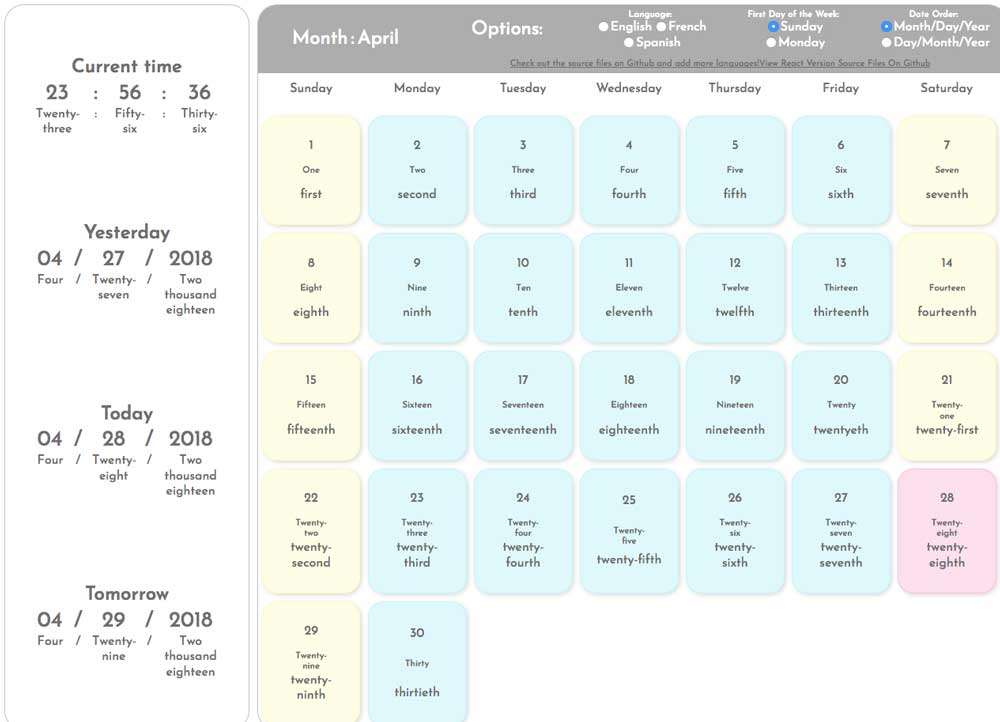 Current time
23 : 56 : 36
Twenty- : Fifty- : Thirty-
three six six
Yesterday
04 / 27 / 2018
Four / Twenty- / Two
seven thousand
eighteen
Today
04 / 28 / 2018
Four / Twenty- / Two
eight thousand
eighteen
Tomorrow
04 / 29 / 2018
Four / Twenty- / Two
nine thousand
eighteen
Month : April
Options:
Language:
English French
Spanish
First Day of the Week:
Sunday
Monday
Date Order:
Month/Day/Year
Day/Month/Year
Check out the source files on Github and add more languages!View React Version Source Files On Github
Sunday Monday Tuesday Wednesday Thursday Friday Saturday
1 2 3 4 5 6 7
One Two Three Four Five Six Seven
first second third fourth fifth sixth seventh
8 9 10 11 12 13 14
Eight Nine Ten Eleven Twelve Thirteen Fourteen
eighth ninth tenth eleventh twelfth thirteenth fourteenth
15 16 17 18 19 20 21
Fifteen Sixteen Seventeen Eighteen Nineteen Twenty Twenty-
one
fifteenth sixteenth seventeenth eighteenth nineteenth twentyeth twenty-first
22 23 24 25 26 27 28
Twenty- Twenty- Twenty- Twenty- Twenty- Twenty- Twenty-
two three four five six seven eight
twenty- twenty- twenty- twenty-fifth twenty- twenty- twenty-
second third fourth sixth seventh eighth
29 30
Twenty- Thirty
nine
twenty- thirtieth
ninth